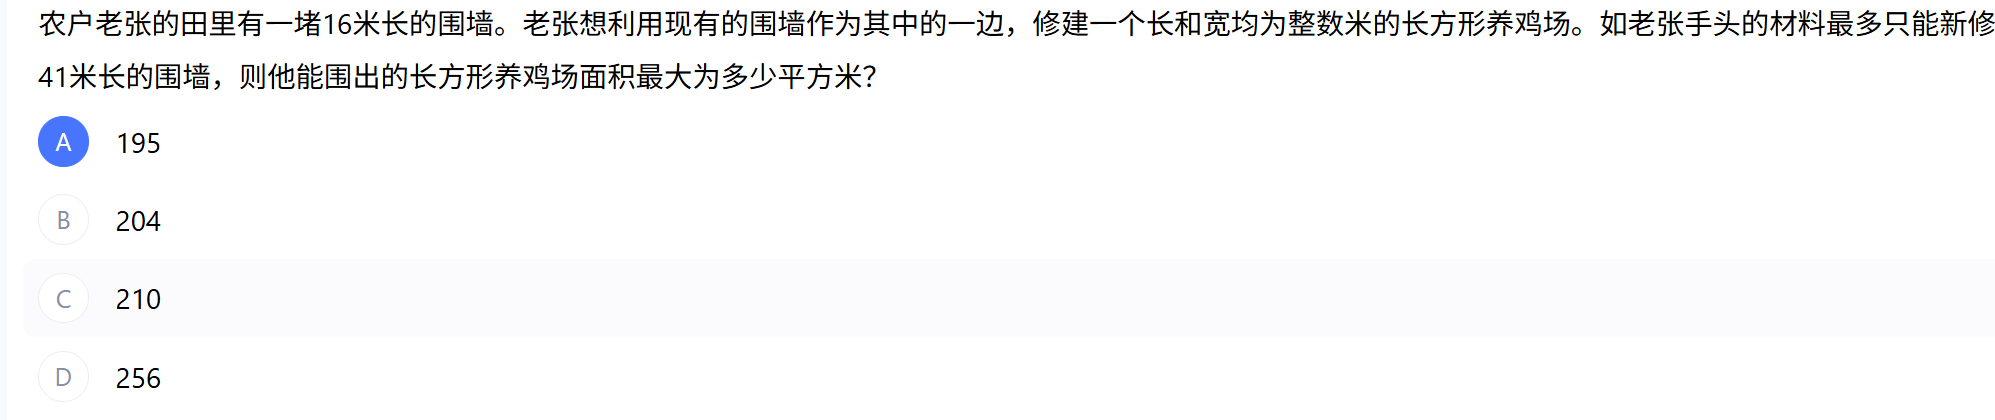 农户老张的田里有一堵16米长的围墙。老张想利用现有的围墙作为其中的一边，修建一个长和宽均为整数米的长方形养鸡场。如老张手头的材料最多只能新修
41米长的围墙，则他能围出的长方形养鸡场面积最大为多少平方米？
A 195
B 204
C 210
D 256